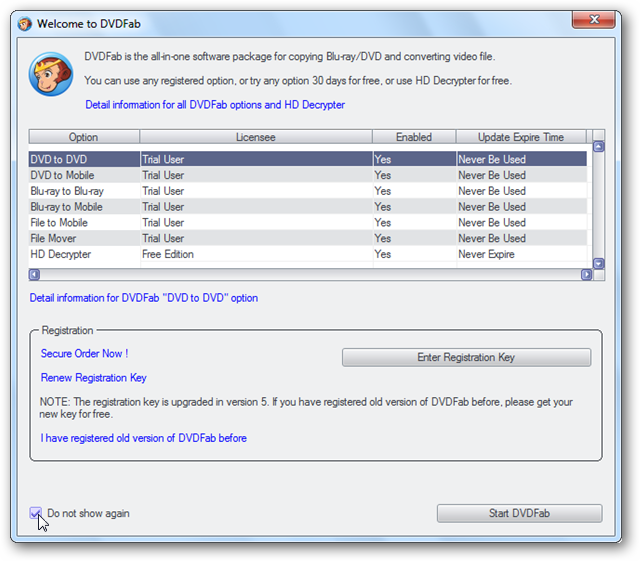 Welcome to DVDFab
DVDFab is the all-in-one software package for copying Blu-ray/DVD and converting video file.
You can use any registered option, or try any option 30 days for free, or use HD Decrypter for free.
Detail information for all DVDFab options and HD Decrypter
Option Licensee Enabled Update Expire Time
DVD to DVD Trial User Yes Never Be Used
DVD to Mobile Trial User Yes Never Be Used
Blu-ray to Blu-ray Trial User Yes Never Be Used
Blu-ray to Mobile Trial User Yes Never Be Used
File to Mobile Trial User Yes Never Be Used
File Mover Trial User Yes Never Be Used
HD Decrypter Free Edition Yes Never Expire
Detail information for DVDFab "DVD to DVD" option
Registration
Secure Order Now !
Enter Registration Key
Renew Registration Key
NOTE: The registration key is upgraded in version 5. If you have registered old version of DVDFab before, please get your
new key for free.
I have registered old version of DVDFab before
Do not show again
Start DVDFab